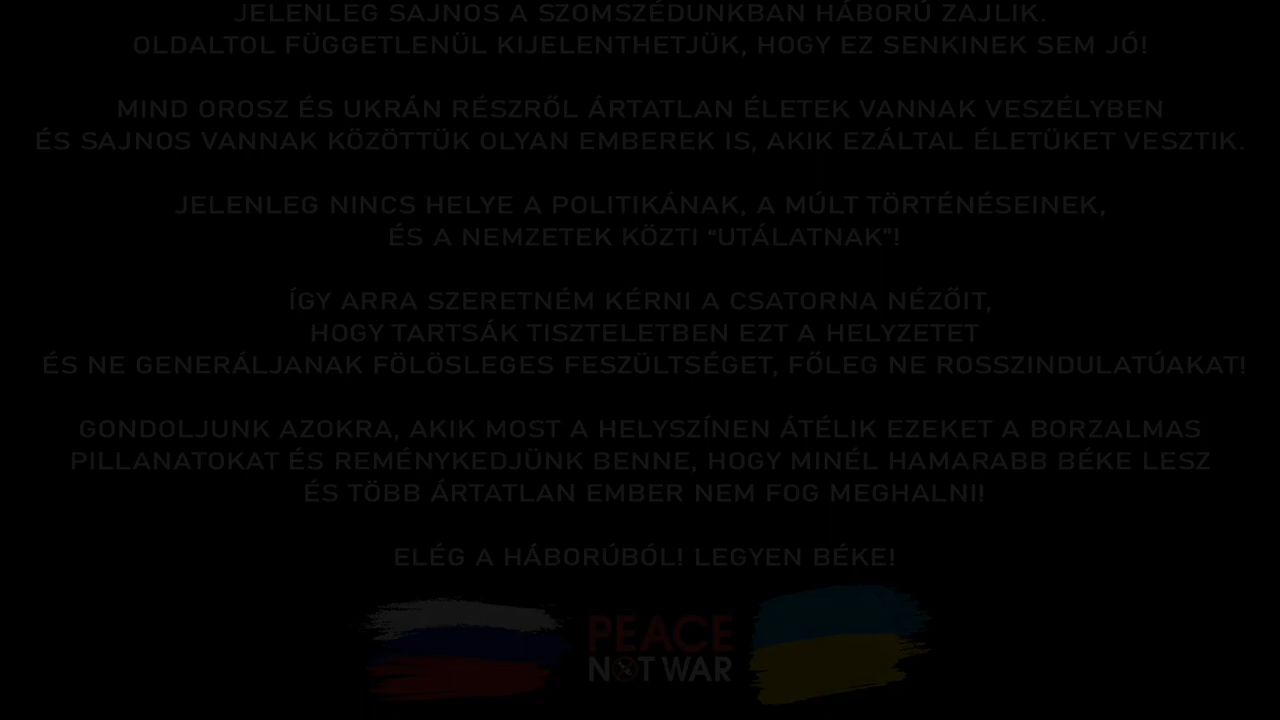 JELENLEG SAJNOS A SZOMSZÉDUNKBAN HÁBORÚ ZAJLIK.
OLDALTOL FÜGGETLENÜL KIJELENTHETJÜK, HOGY EZ SENKINEK SEM JÓ!
MIND OROSZ ÉS UKRÁN RÉSZRŐL ÁRTATLAN ÉLETEK VANNAK VESZÉLYBEN
ÉS SAJNOS VANNAK KÖZÖTTÜK OLYAN EMBEREK IS, AKIK EZÁLTAL ÉLETÜKET VESZTIK.
JELENLEG NINCS HELYE A POLITIKÁNAK, A MÚLT TÖRTÉNÉSEINEK,
ÉS A NEMZETEK KÖZTI “UTÁLATNAK”!
ÍGY ARRA SZERETNÉM KÉRNI A CSATORNA NÉZŐIT,
HOGY TARTSÁK TISZTELETBEN EZT A HELYZETET
ÉS NE GENERÁLJANAK FÖLÖSLEGES FESZÜLTSÉGET, FŐLEG NE ROSSZINDULATÚAKAT!
GONDOLJUNK AZOKRA, AKIK MOST A HELYSZÍNEN ÁTÉLIK EZEKET A BORZALMAS
PILLANATOKAT ÉS REMÉNYKEDJÜNK BENNE, HOGY MINÉL HAMARABB BÉKE LESZ
ÉS TÖBB ÁRTATLAN EMBER NEM FOG MEGHALNI!
ELÉG A HÁBORÚBÓL! LEGYEN BÉKE!
PEACE
NOT WAR